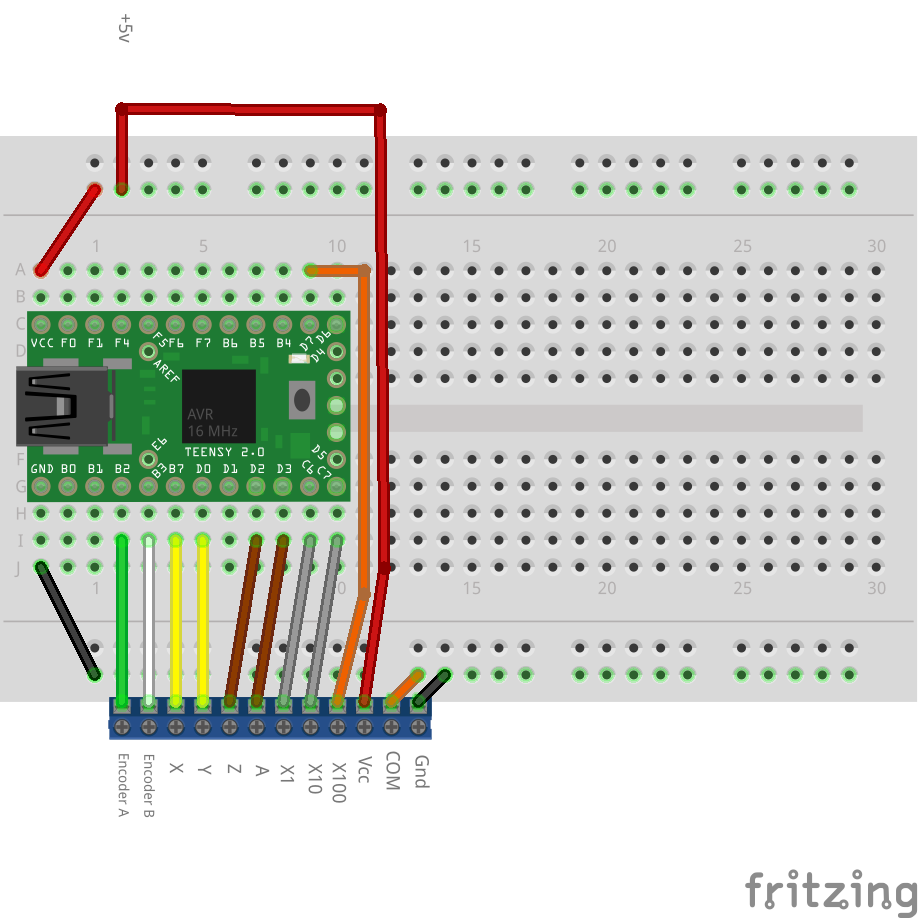 +5v
1 5 10 15 20 25 30
A
B
C
VCC F0 F1 F4 F5 F6 F7 B6 B5 B4 D7 D6
D
D4
AREF
AVR
16 MHz
TEENSY 2.0
E6
D5
F
GND B0 B1 B2 B3 B7 D0 D1 D2 D3 C6 C7
G
H
I
J
1 10 15 20 25 30
Encoder A
Encoder B
X
Y
Z
A
X1
X10
X100
Vcc
COM
Gnd
fritzing